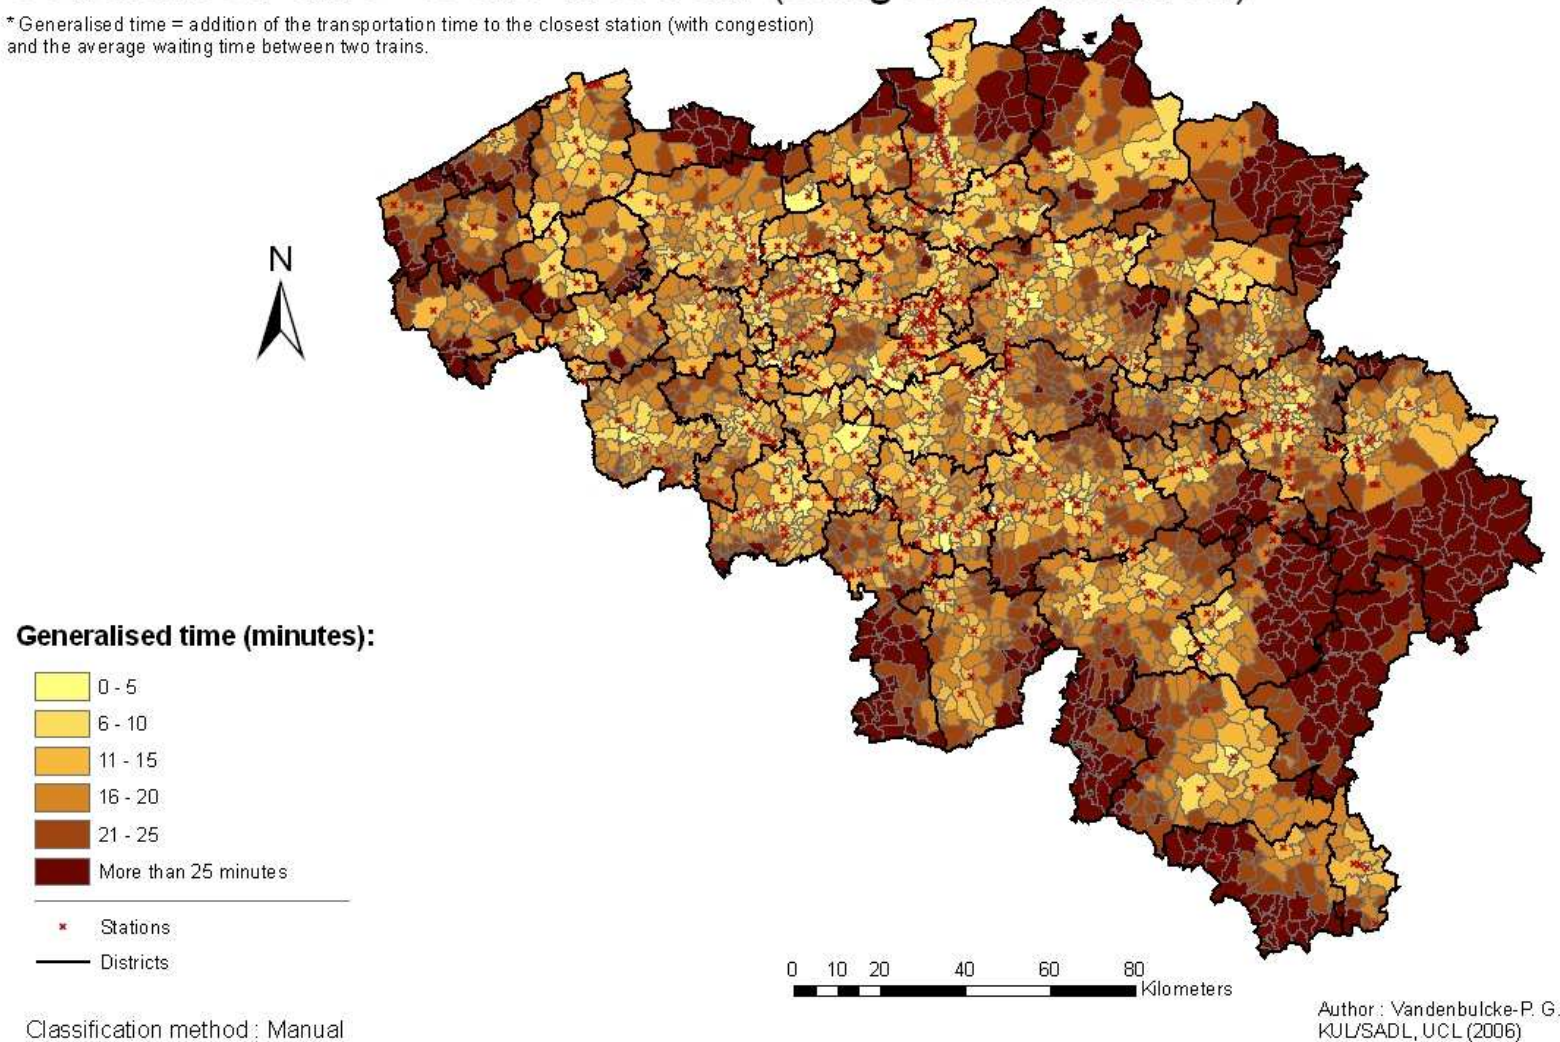 * Generalised time = addition of the transportation time to the closest station (with congestion)
and the average waiting time between two trains.
N
Generalised time (minutes):
0 - 5
6 - 10
11 - 15
16 - 20
21 - 25
More than 25 minutes
Stations
Districts
0 10 20 40 60 80
Kilometers
Classification method : Manual
Author : Vandenbulcke-P. G.
KUL/SADL, UCL (2006)